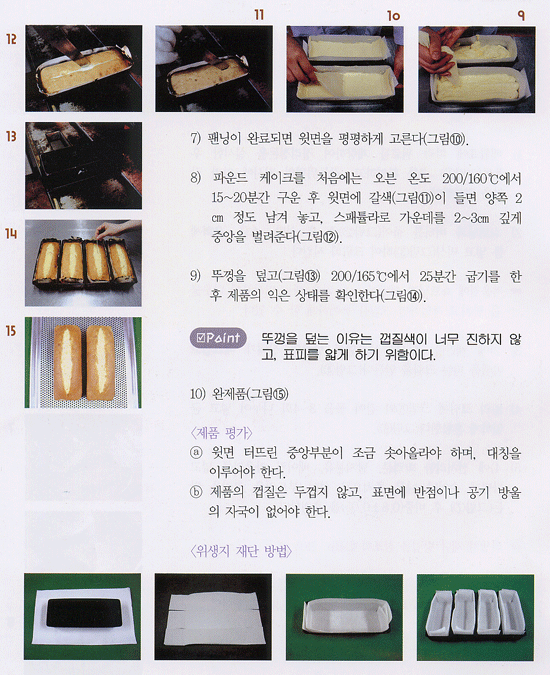 11
10
9
12
7) 팬닝이 완료되면 윗면을 평평하게 고른다(그림⑩).
13
8) 파운드 케이크를 처음에는 오븐 온도 200/160℃에서
15~20분간 구운 후 윗면에 갈색(그림⑪)이 들면 양쪽 2
cm 정도 남겨 놓고, 스패튤라로 가운데를 2~3cm 깊게
중앙을 벌려준다(그림⑫).
14
9) 뚜껑을 덮고(그림⑬) 200/165℃에서 25분간 굽기를 한
후 제품의 익은 상태를 확인한다(그림⑭).
15
☑Point 뚜껑을 덮는 이유는 껍질색이 너무 진하지 않
고, 표피를 얇게 하기 위함이다.
10) 완제품(그림⑮)
〈제품 평가〉
ⓐ 윗면 터뜨린 중앙부분이 조금 솟아올라야 하며, 대칭을
이루어야 한다.
ⓑ 제품의 껍질은 두껍지 않고, 표면에 반점이나 공기 방울
의 자국이 없어야 한다.
〈위생지 재단 방법〉